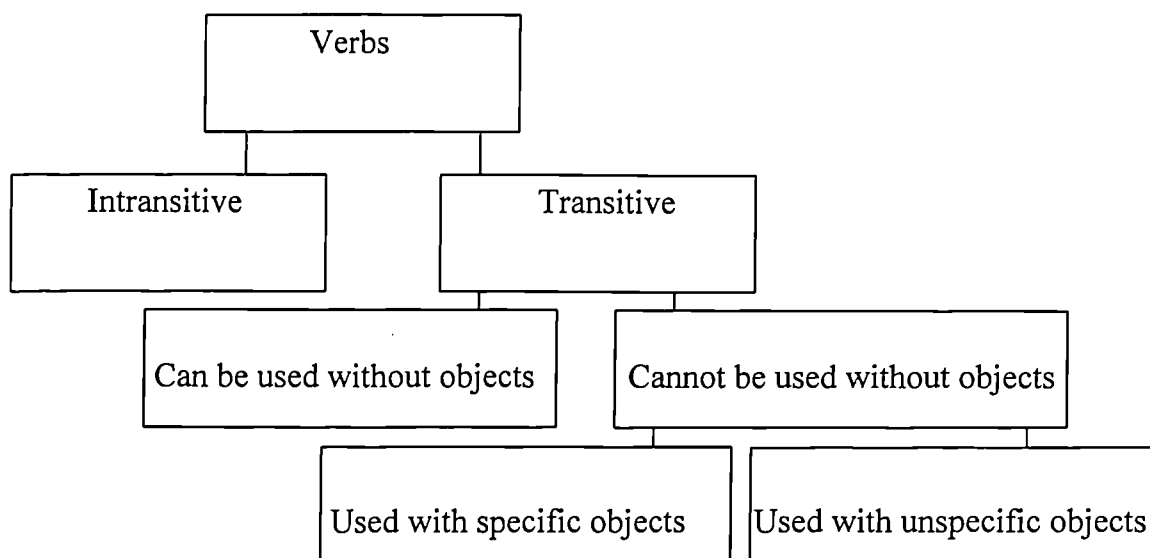 Verbs
Intransitive
Transitive
Can be used without objects
Cannot be used without objects
Used with specific objects
Used with unspecific objects